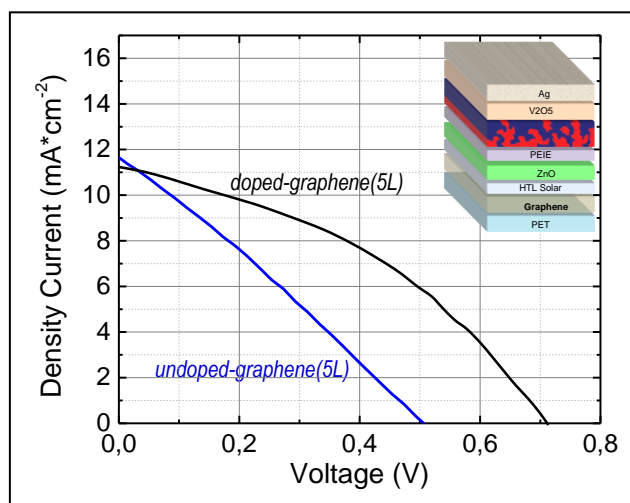 16
14
12
10
8
6
4
2
0
Density Current (mA*cm-2)
0,0
0,2
0,4
0,6
0,8
Voltage (V)
doped-graphene(5L)
undoped-graphene(5L)
Ag
V2O5
PEIE
ZnO
HTL Solar
Graphene
PET